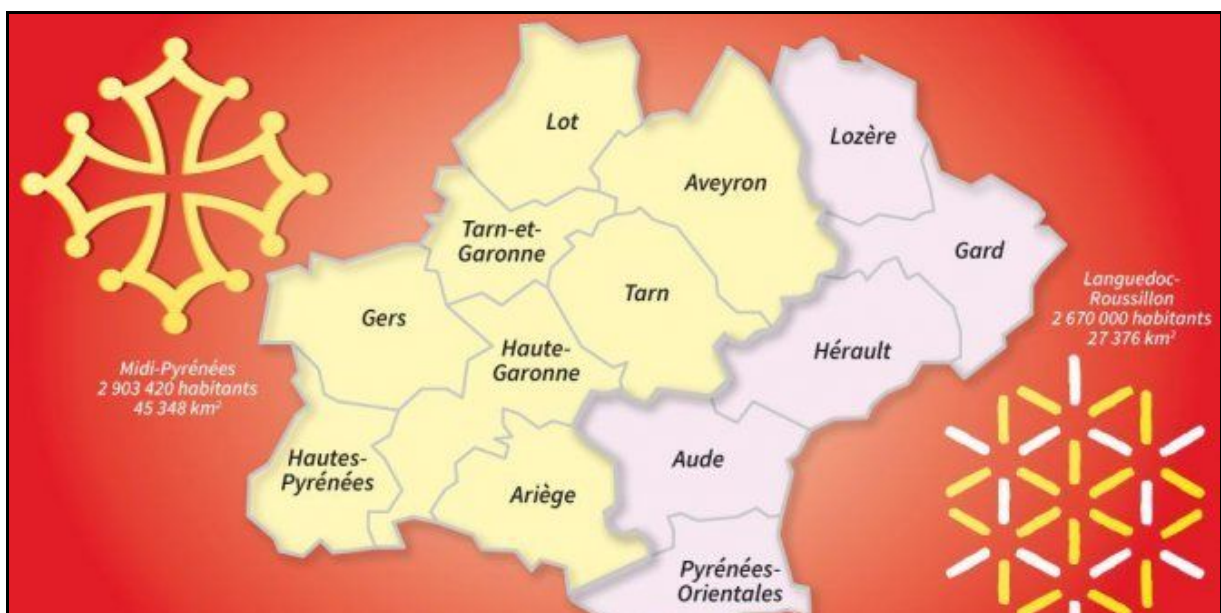 Lot
Lozère
Aveyron
Tarn-et-
Garonne
Gard
Tarn
Gers
Languedoc-
Roussillon
2 670 000 habitants
27 376 km²
Haute-
Garonne
Hérault
Midi-Pyrénées
2 903 420 habitants
45 348 km²
Hautes-
Pyrénées
Aude
Ariège
Pyrénées-
Orientales